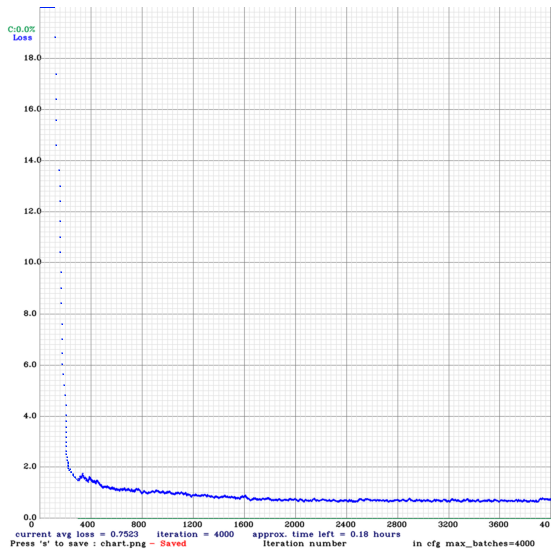 C:0.0%
Loss
18.0
16.0
14.0
12.0
10.0
8.0
6.0
4.0
2.0
0.0
0 400 800 1200 1600 2000 2400 2800 3200 3600 40
current avg loss = 0.7523 iteration = 4000 approx. time left = 0.18 hours
Press 's' to save : chart.png - Saved Iteration number in cfg max_batches=4000